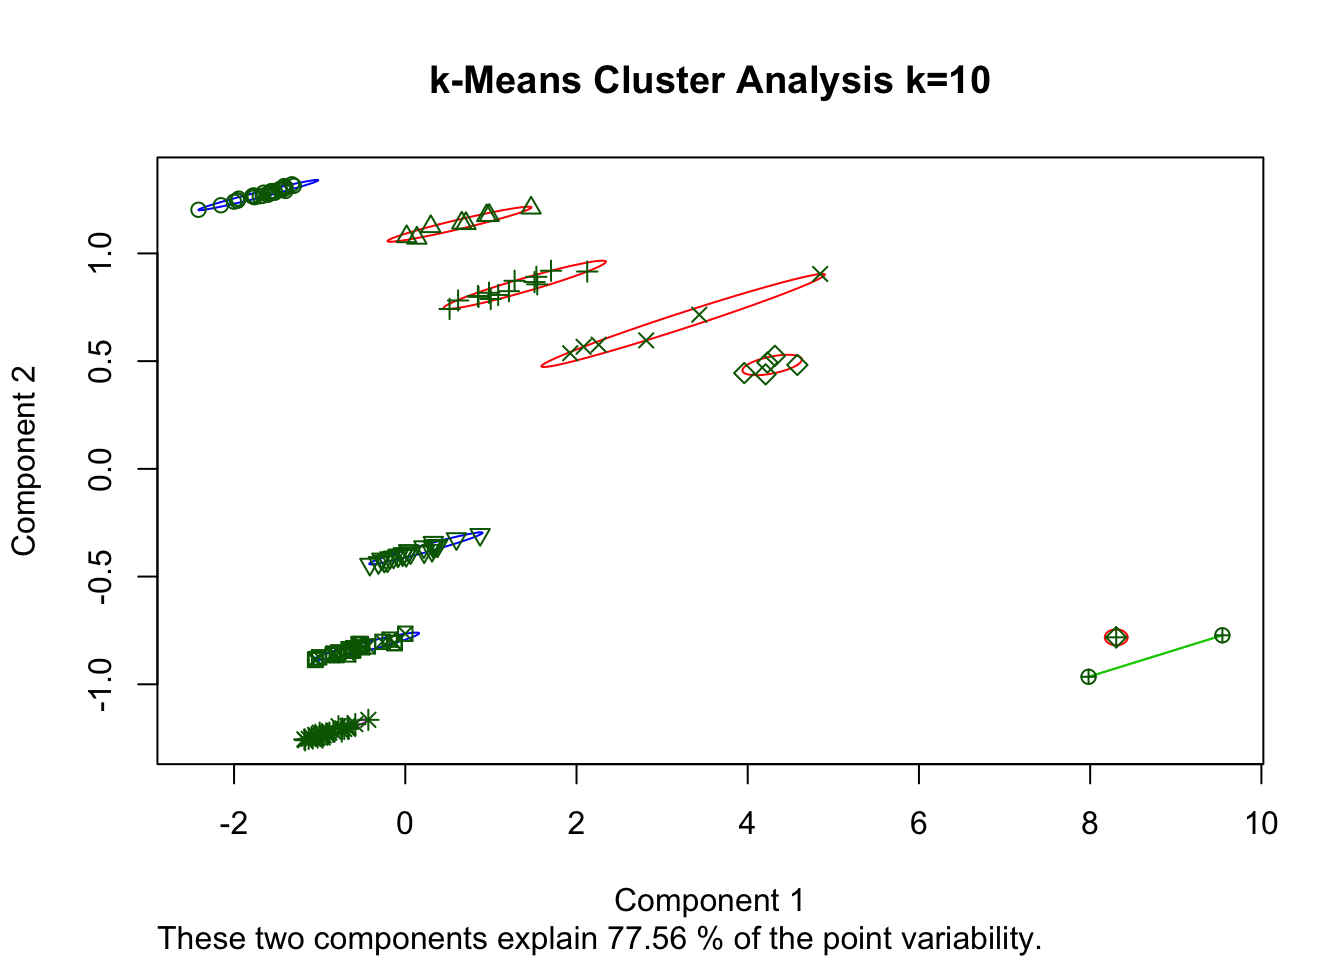 k-Means Cluster Analysis k=10
Component 2
1.0
0.5
0.0
-0.5
-1.0
-2 0 2 4 6 8 10
Component 1
These two components explain 77.56 % of the point variability.